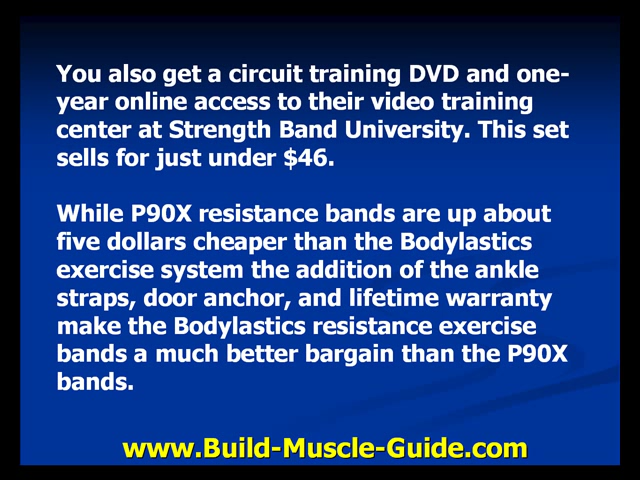 You also get a circuit training DVD and one-
year online access to their video training
center at Strength Band University. This set
sells for just under $46.
While P90X resistance bands are up about
five dollars cheaper than the Bodylastics
exercise system the addition of the ankle
straps, door anchor, and lifetime warranty
make the Bodylastics resistance exercise
bands a much better bargain than the P90X
bands.
www.Build-Muscle-Guide.com